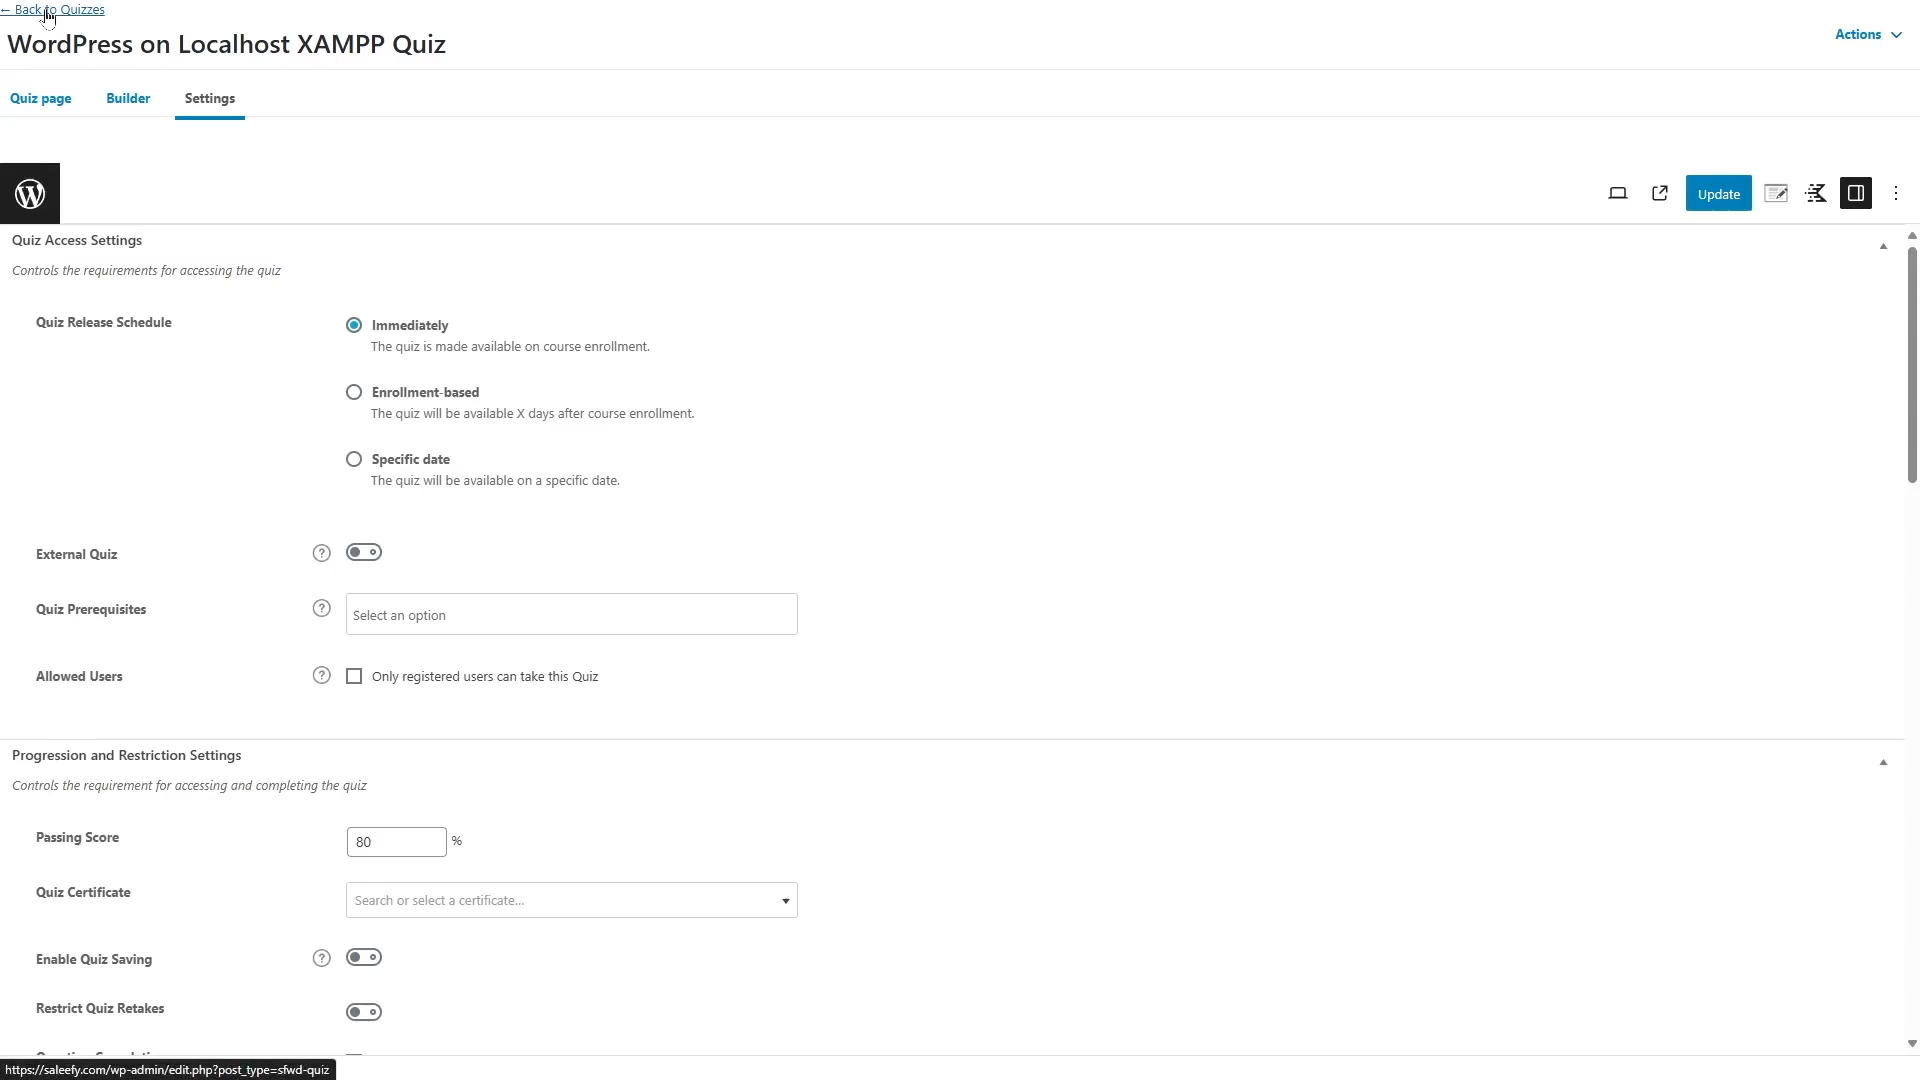 ← Back to Quizzes
WordPress on Localhost XAMPP Quiz
Actions
Quiz page
Builder
Settings
Update
Quiz Access Settings
Controls the requirements for accessing the quiz
Quiz Release Schedule
Immediately
The quiz is made available on course enrollment.
Enrollment-based
The quiz will be available X days after course enrollment.
Specific date
The quiz will be available on a specific date.
External Quiz
?
Quiz Prerequisites
?
Select an option
Allowed Users
?
Only registered users can take this Quiz
Progression and Restriction Settings
Controls the requirement for accessing and completing the quiz
Passing Score
80
%
Quiz Certificate
Search or select a certificate...
Enable Quiz Saving
?
Restrict Quiz Retakes
https://saleefy.com/wp-admin/edit.php?post_type=sfwd-quiz